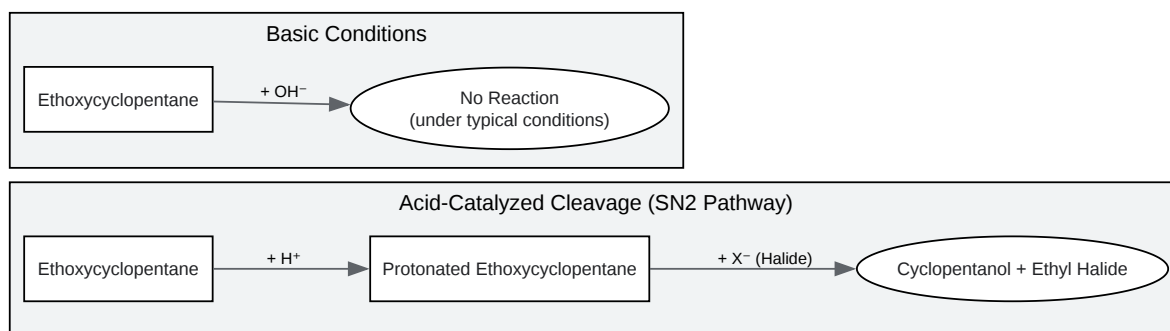 Basic Conditions
Ethoxycyclopentane
+ OH⁻
No Reaction
(under typical conditions)
Acid-Catalyzed Cleavage (SN2 Pathway)
Ethoxycyclopentane
+ H⁺
Protonated Ethoxycyclopentane
+ X⁻ (Halide)
Cyclopentanol + Ethyl Halide